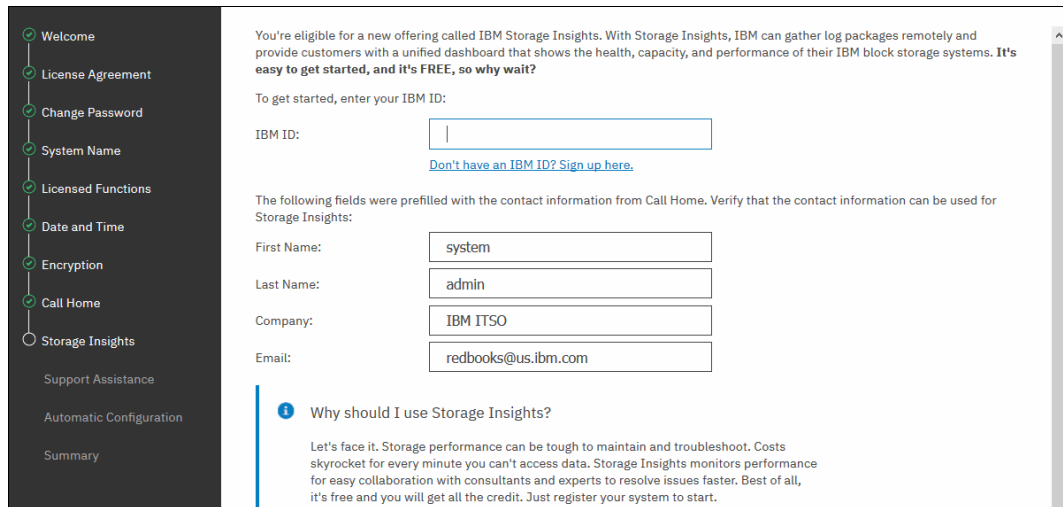 Welcome
License Agreement
Change Password
System Name
Licensed Functions
Date and Time
Encryption
Call Home
Storage Insights
Support Assistance
Automatic Configuration
Summary
You're eligible for a new offering called IBM Storage Insights. With Storage Insights, IBM can gather log packages remotely and
provide customers with a unified dashboard that shows the health, capacity, and performance of their IBM block storage systems. It's
easy to get started, and it's FREE, so why wait?
To get started, enter your IBM ID:
IBM ID:
Don't have an IBM ID? Sign up here.
The following fields were prefilled with the contact information from Call Home. Verify that the contact information can be used for
Storage Insights:
First Name: system
Last Name: admin
Company: IBM ITSO
Email: redbooks@us.ibm.com
Why should I use Storage Insights?
Let's face it. Storage performance can be tough to maintain and troubleshoot. Costs
skyrocket for every minute you can't access data. Storage Insights monitors performance
for easy collaboration with consultants and experts to resolve issues faster. Best of all,
it's free and you will get all the credit. Just register your system to start.